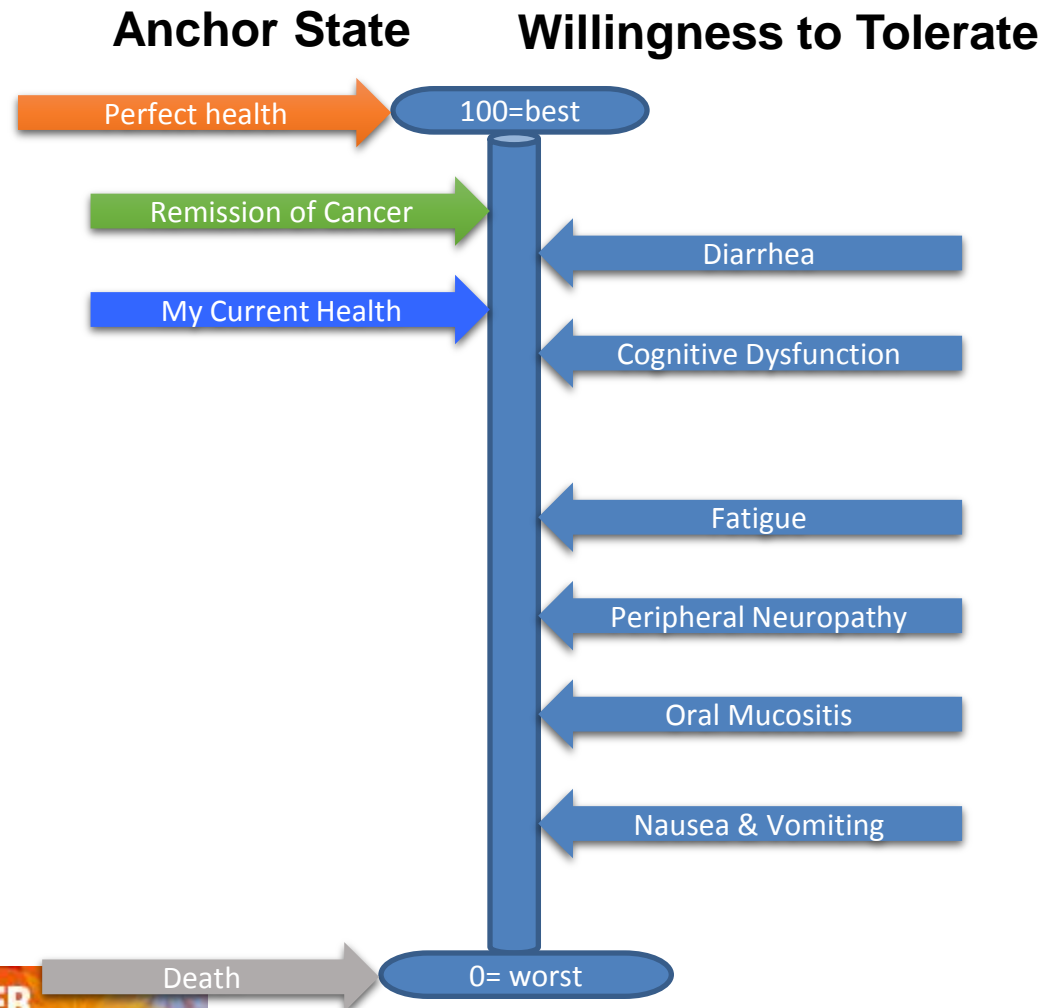 Anchor State
Willingness to Tolerate
Perfect health
100=best
Remission of Cancer
Diarrhea
My Current Health
Cognitive Dysfunction
Fatigue
Peripheral Neuropathy
Oral Mucositis
Nausea & Vomiting
Death
0= worst